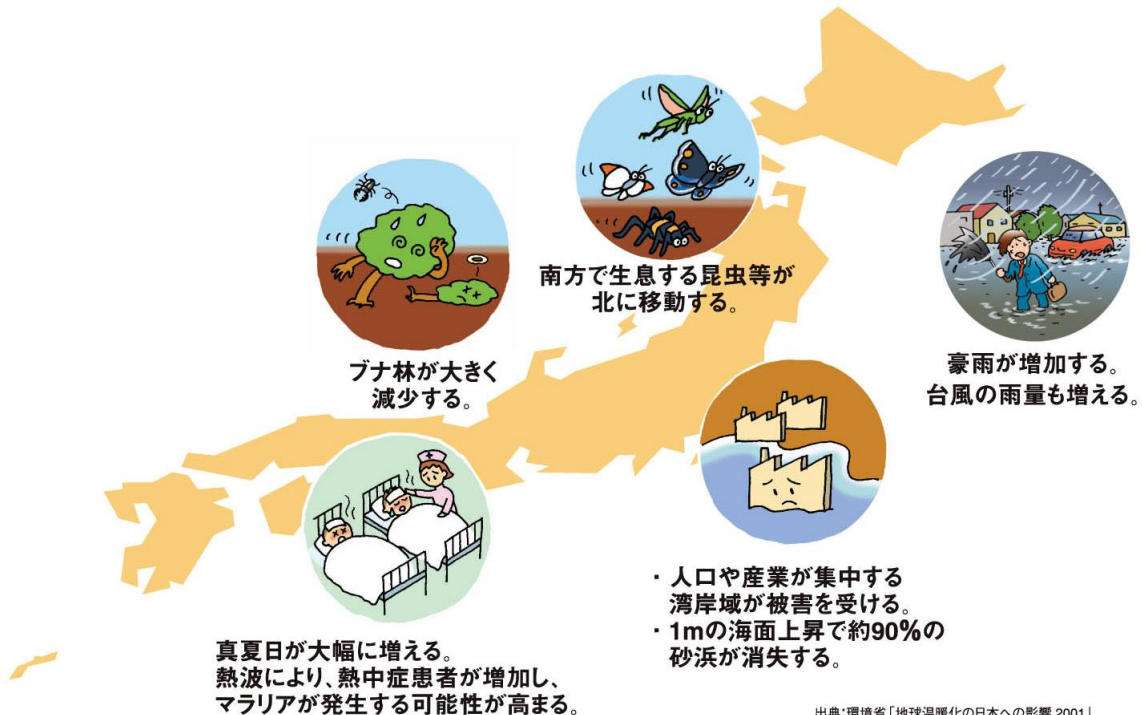 南方で生息する昆虫等が
北に移動する。
ブナ林が大きく
減少する。
豪雨が増加する。
台風の雨量も増える。
・人口や産業が集中する
湾岸域が被害を受ける。
・1mの海面上昇で約90%の
砂浜が消失する。
真夏日が大幅に増える。
熱波により、熱中症患者が増加し、
マラリアが発生する可能性が高まる。
出典:環境省「地球温暖化の日本への影響 2001」